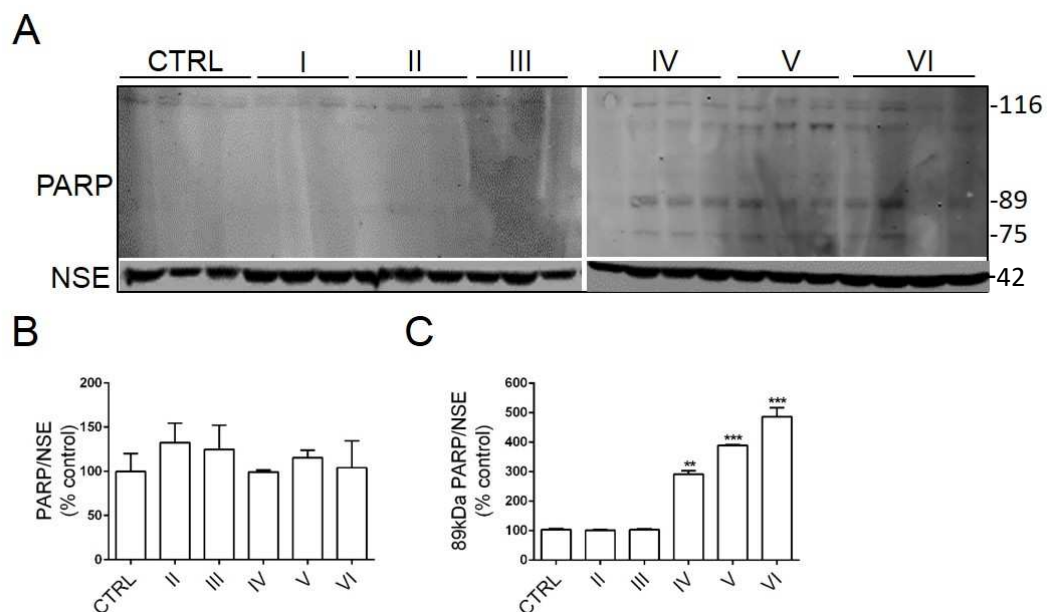 A
CTRL I II III IV V VI
PARP
-116
-89
-75
NSE
-42
B
PARP/NSE
(% control)
200
150
100
50
0
CTRL II III IV V VI
C
89kDa PARP/NSE
(% control)
600
500
400
300
200
100
0
** *** ***
CTRL II III IV V VI